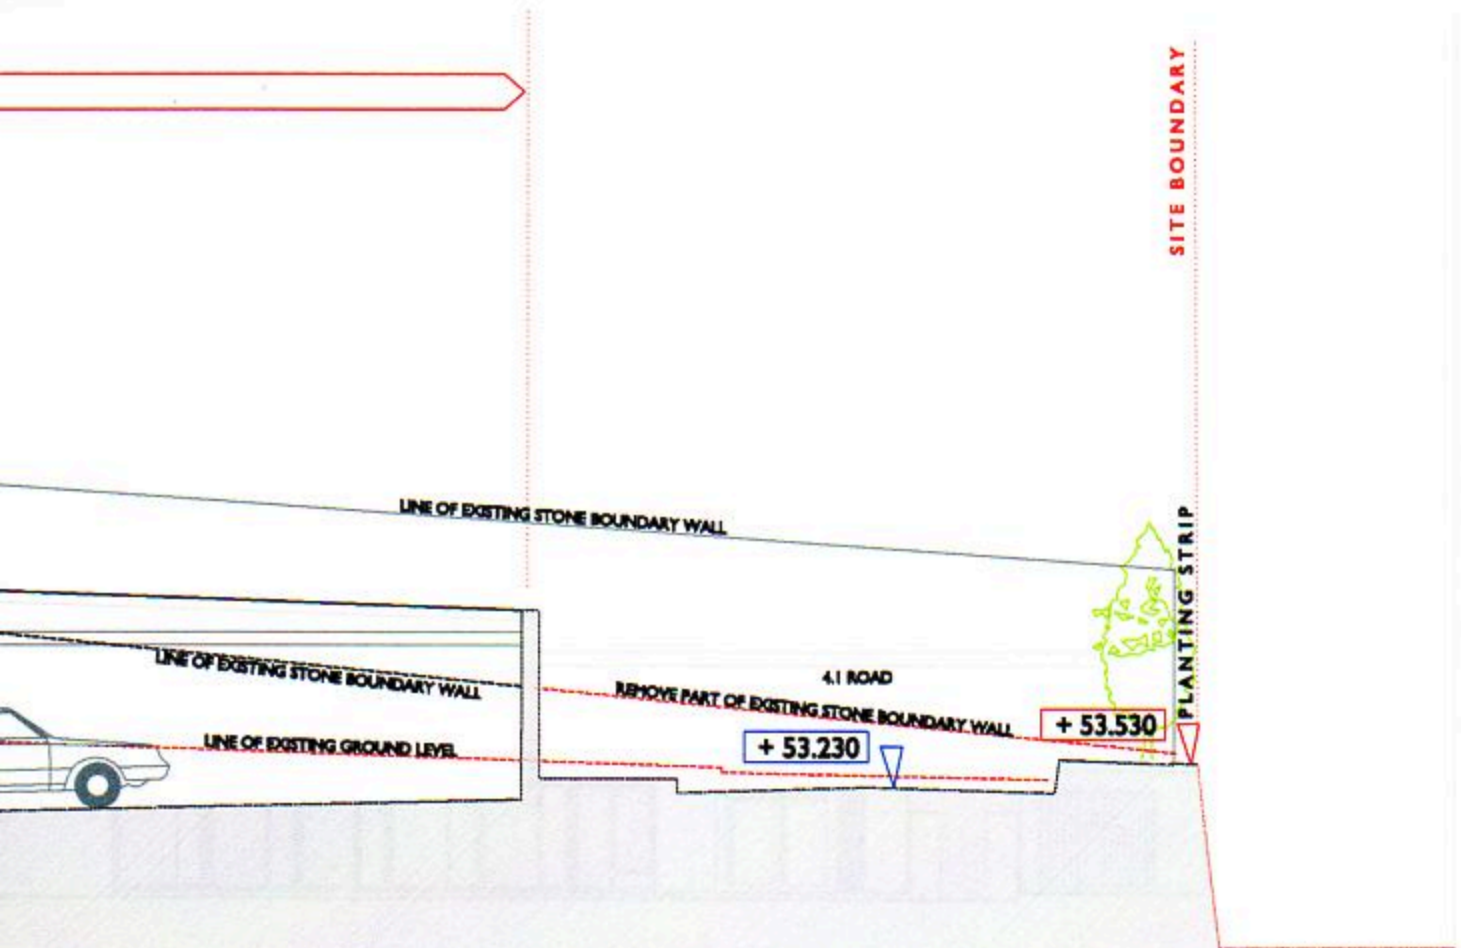 SITE BOUNDARY
LINE OF EXISTING STONE BOUNDARY WALL
PLANTING STRIP
LINE OF EXISTING STONE BOUNDARY WALL
4.1 ROAD
REMOVE PART OF EXISTING STONE BOUNDARY WALL
+ 53.530
LINE OF EXISTING GROUND LEVEL
+ 53.230